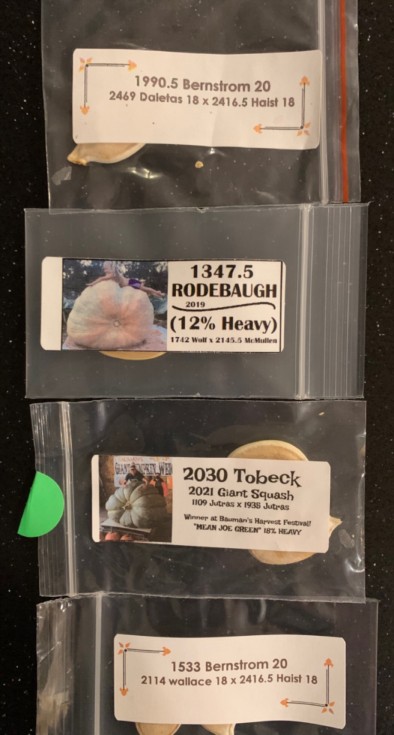 1990.5 Bernstrom 20
2469 Daletas 18 x 2416.5 Haist 18
1347.5
RODEBAUGH
2019
(12% Heavy)
1742 Wolf x 2145.5 McMullen
2030 Tobeck
2021 Giant Squash
1109 Jutras x 1935 Jutras
Winner at Bauman's Harvest Festival!
"MEAN JOE GREEN" 18% HEAVY
1533 Bernstrom 20
2114 wallace 18 x 2416.5 Haist 18